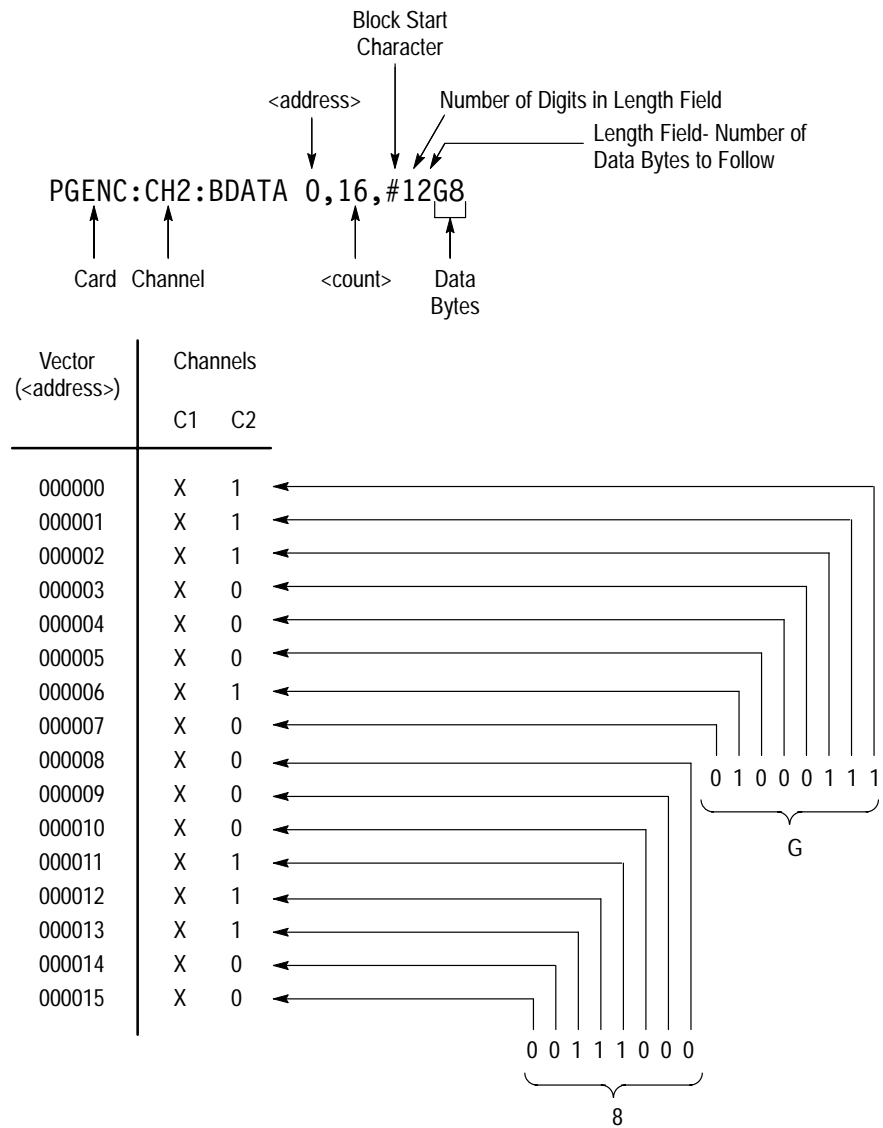 Block Start
Character
<address>
Number of Digits in Length Field
Length Field- Number of
Data Bytes to Follow
PGENC:CH2:BDATA 0,16,#12G8
Card Channel <count> Data
Bytes
Vector
(<address>)
Channels
C1 C2
000000 X 1
000001 X 1
000002 X 1
000003 X 0
000004 X 0
000005 X 0
000006 X 1
000007 X 0
000008 X 0
000009 X 0
000010 X 0
000011 X 1
000012 X 1
000013 X 1
000014 X 0
000015 X 0
0 1 0 0 0 1 1 1
G
0 0 1 1 1 0 0 0
8